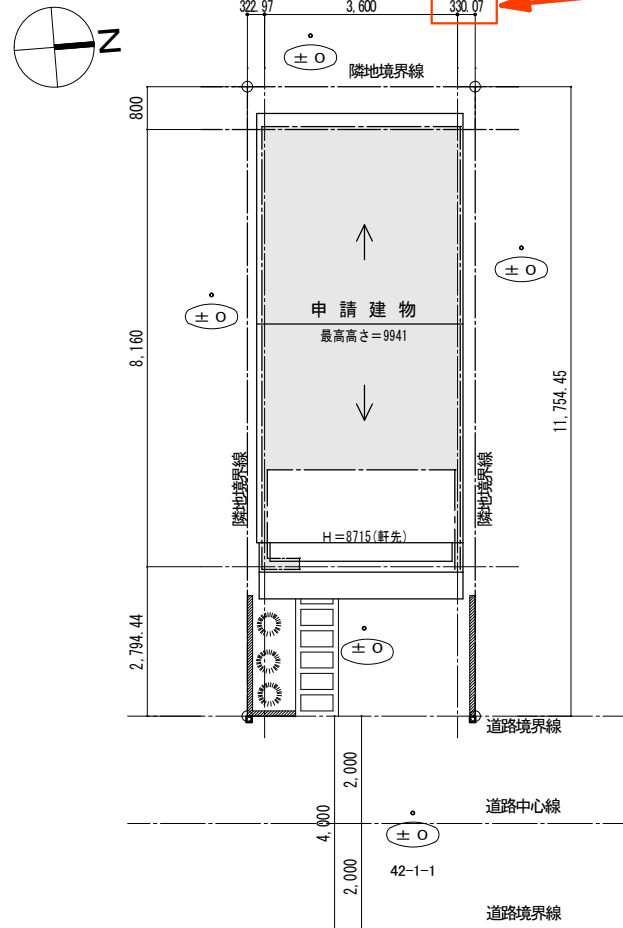 322.97
3,600
330.07
N
±0
隣地境界線
800
±0
±0
申請建物
最高高さ=9941
8,160
11,754.45
隣地境界線
隣地境界線
H=8715(軒先)
2,794.44
±0
道路境界線
2,000
4,000
道路中心線
±0
2,000
42-1-1
道路境界線